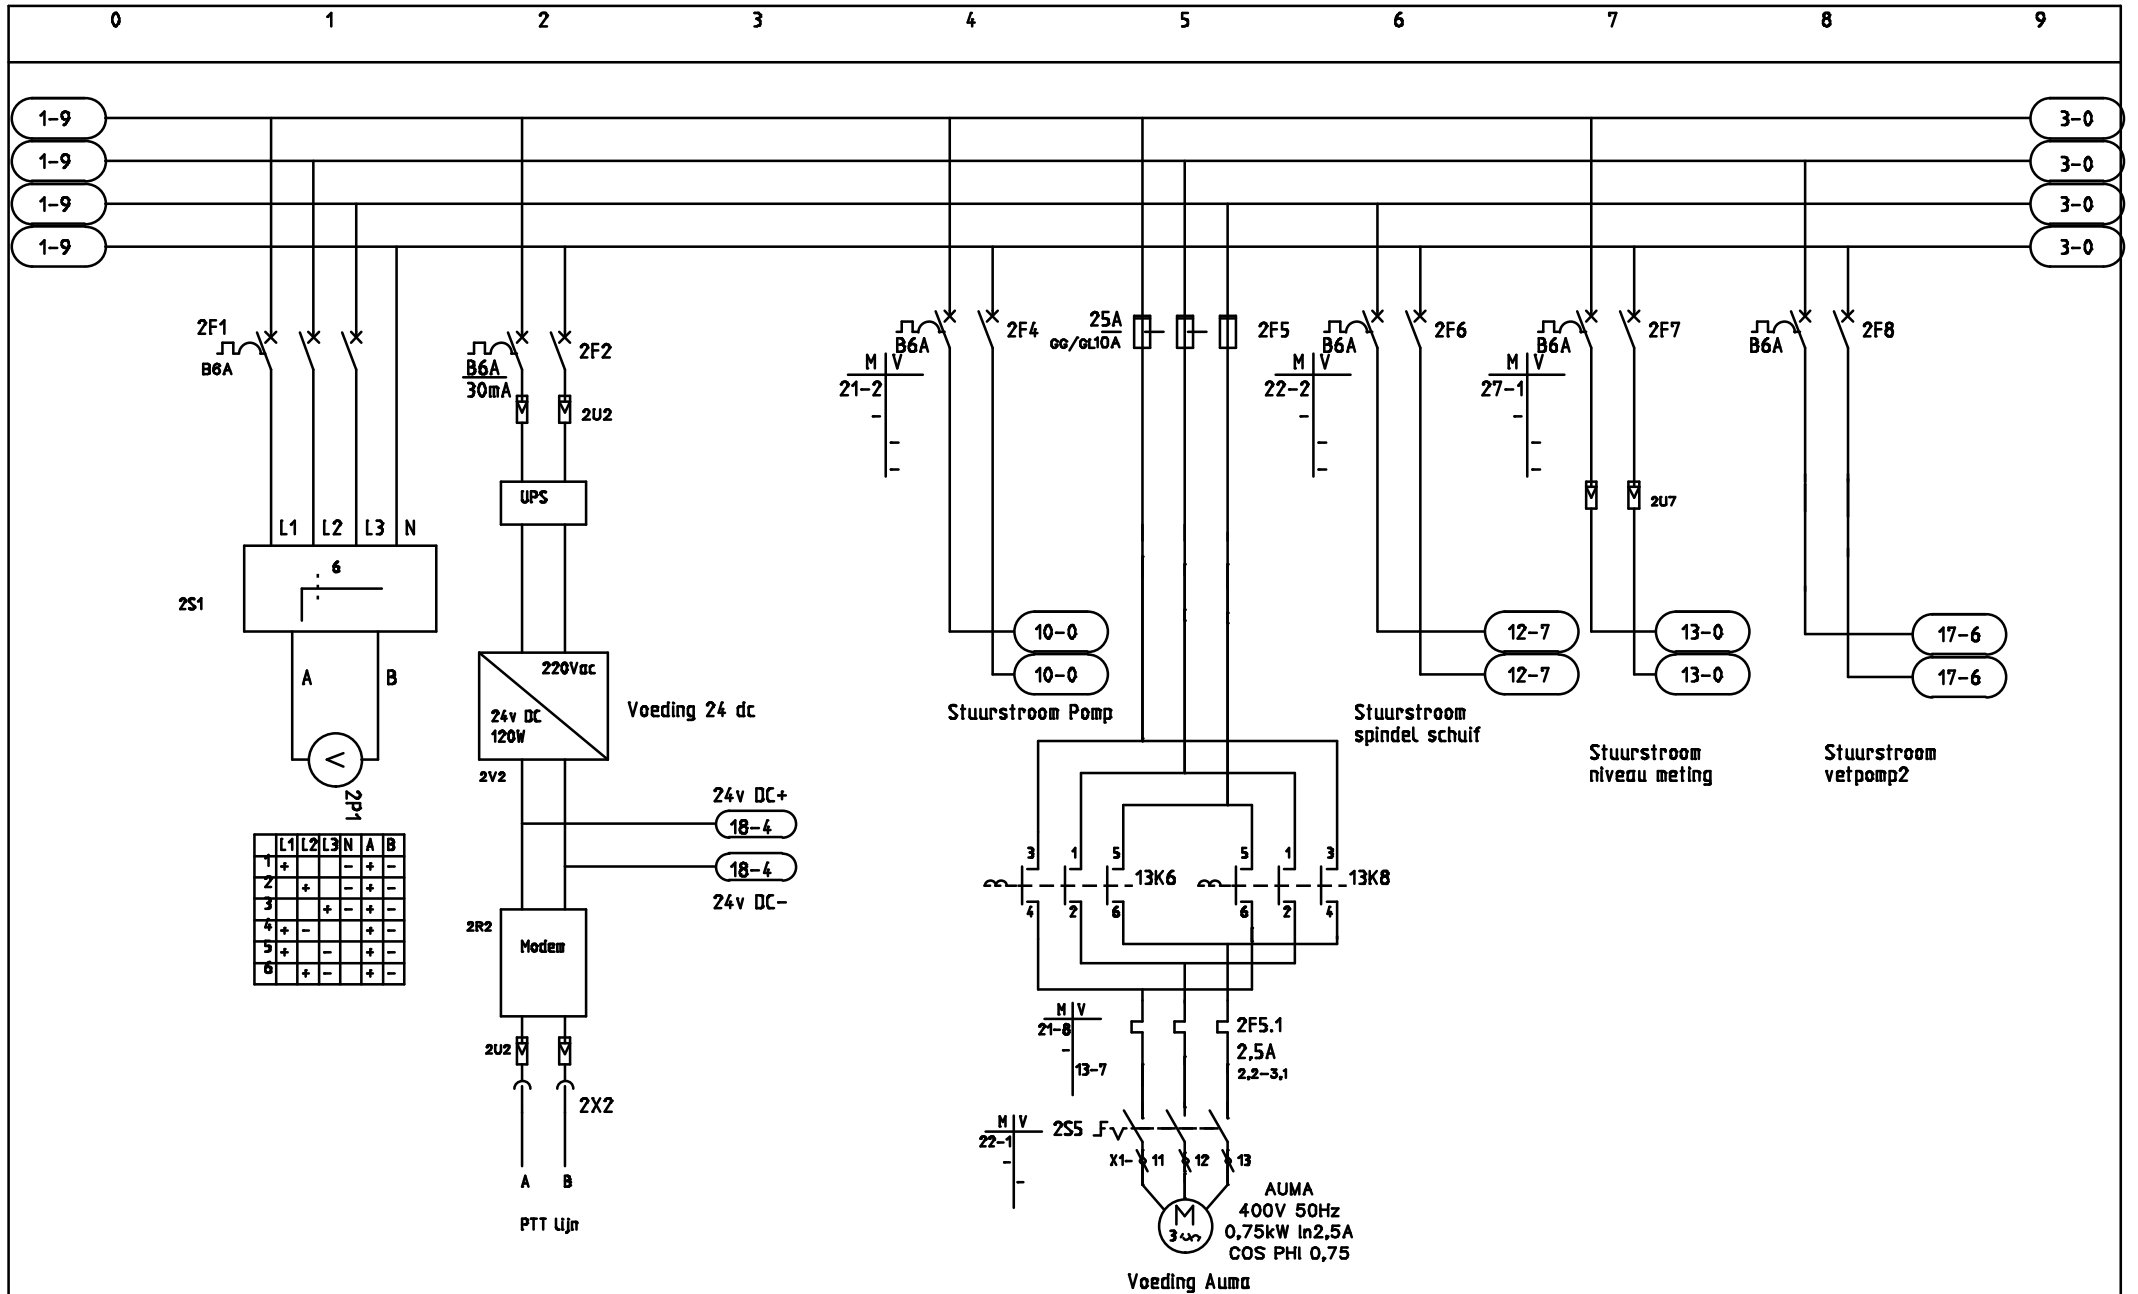 0 1 2 3 4 5 6 7 8 9
1-9 3-0
1-9 3-0
1-9 3-0
1-9 3-0
2F1
B6A
2F2
B6A
30mA
2U2
UPS
L1 L2 L3 N
6
2S1
A B
V
2P1
220Vac
24v DC
120W
Voeding 24 dc
2V2
24v DC+
18-4
18-4
24v DC-
L1 L2 L3 N A B
1 + - + -
2 + - + -
3 + - + -
4 + - + -
5 + - + -
6 + - + -
2R2
Modem
2U2
2X2
A B
PTT lijn
2F4
B6A
M V
21-2
-
-
-
10-0
10-0
Stuurstroom Pomp
25A
GG/GL10A
2F5
3 1 5 5 1 3
13K6 13K8
4 2 6 6 2 4
M V
21-8
-
13-7
2F5.1
2,5A
2,2-3,1
M V
22-1
-
-
2S5
X1- 11 12 13
M
3
AUMA
400V 50Hz
0,75kW In2,5A
COS PHI 0,75
Voeding Auma
2F6
B6A
M V
22-2
-
-
-
12-7
12-7
Stuurstroom
spindel schuif
2F7
B6A
M V
27-1
-
-
-
2U7
13-0
13-0
Stuurstroom
niveau meting
2F8
B6A
17-6
17-6
Stuurstroom
vetpomp2